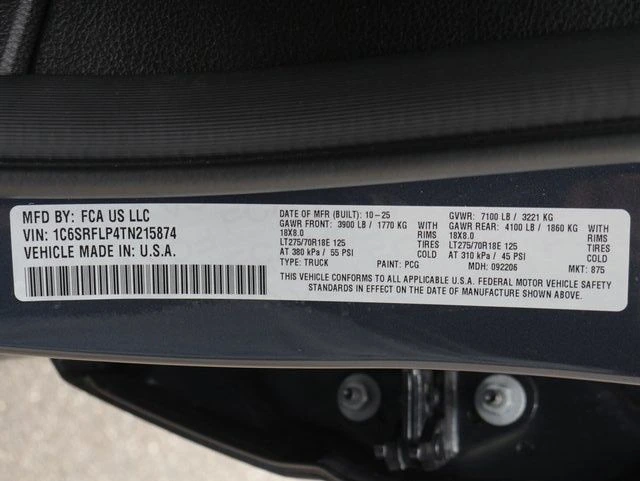 MFD BY: FCA US LLC
VIN: 1C6SRFLP4TN215874
VEHICLE MADE IN: U.S.A.
DATE OF MFR (BUILT): 10-25 GVWR: 7100 LB / 3221 KG
GAWR FRONT: 3900 LB / 1770 KG WITH GAWR REAR: 4100 LB / 1860 KG WITH
18X8.0 RIMS 18X8.0 RIMS
LT275/70R18E 125 TIRES LT275/70R18E 125 TIRES
AT 380 kPa / 55 PSI COLD AT 310 kPa / 45 PSI COLD
TYPE: TRUCK PAINT: PCG MDH: 092206 MKT: 875
THIS VEHICLE CONFORMS TO ALL APPLICABLE U.S.A. FEDERAL MOTOR VEHICLE SAFETY
STANDARDS IN EFFECT ON THE DATE OF MANUFACTURE SHOWN ABOVE.